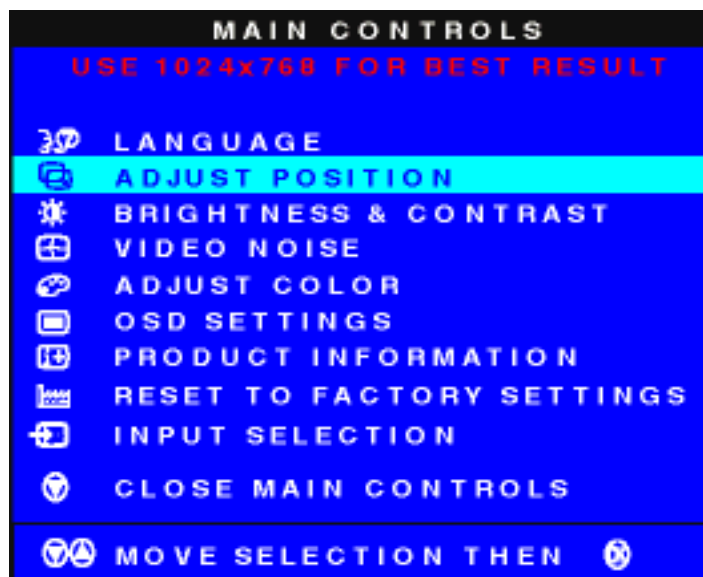 MAIN CONTROLS
USE 1024x768 FOR BEST RESULT
LANGUAGE
ADJUST POSITION
BRIGHTNESS & CONTRAST
VIDEO NOISE
ADJUST COLOR
OSD SETTINGS
PRODUCT INFORMATION
RESET TO FACTORY SETTINGS
INPUT SELECTION
CLOSE MAIN CONTROLS
MOVE SELECTION THEN